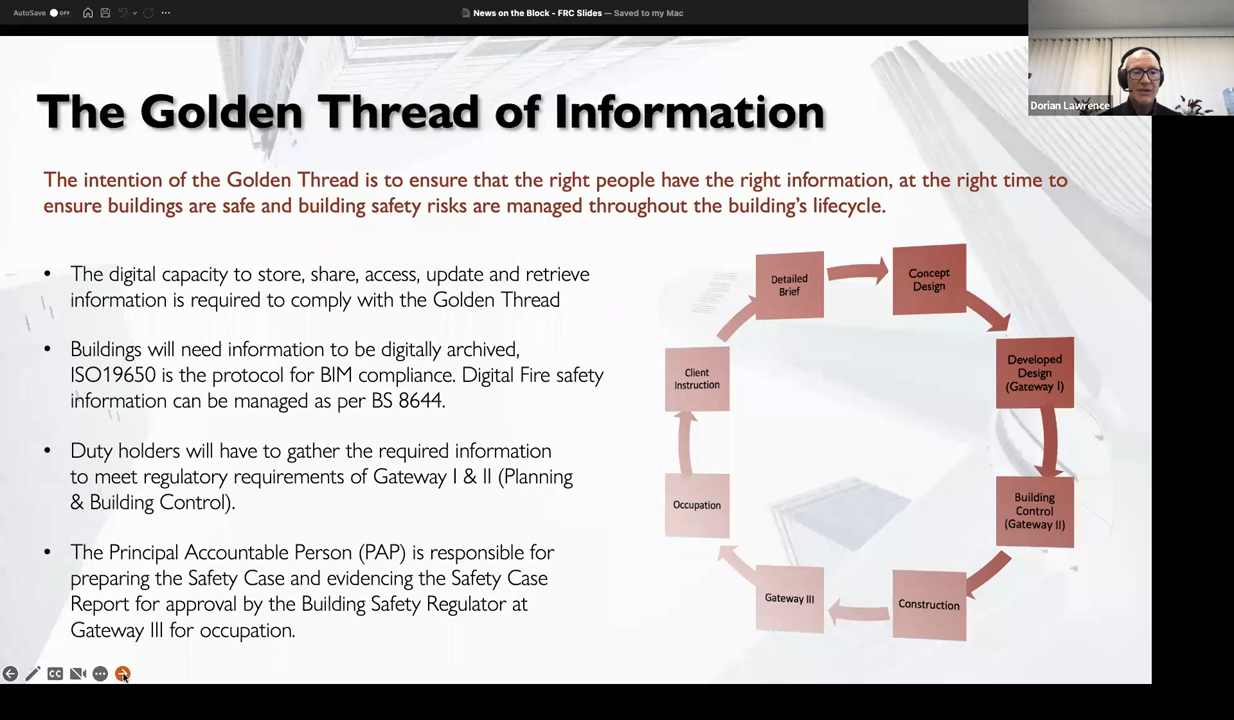 AutoSave OFF
News on the Block - FRC Slides — Saved to my Mac
Dorian Lawrence
The Golden Thread of Information
The intention of the Golden Thread is to ensure that the right people have the right information, at the right time to
ensure buildings are safe and building safety risks are managed throughout the building's lifecycle.
• The digital capacity to store, share, access, update and retrieve
information is required to comply with the Golden Thread
• Buildings will need information to be digitally archived,
ISO19650 is the protocol for BIM compliance. Digital Fire safety
information can be managed as per BS 8644.
• Duty holders will have to gather the required information
to meet regulatory requirements of Gateway I & II (Planning
& Building Control).
• The Principal Accountable Person (PAP) is responsible for
preparing the Safety Case and evidencing the Safety Case
Report for approval by the Building Safety Regulator at
Gateway III for occupation.
Detailed
Brief
Concept
Design
Developed
Design
(Gateway I)
Building
Control
(Gateway II)
Construction
Gateway III
Occupation
Client
Instruction
CC